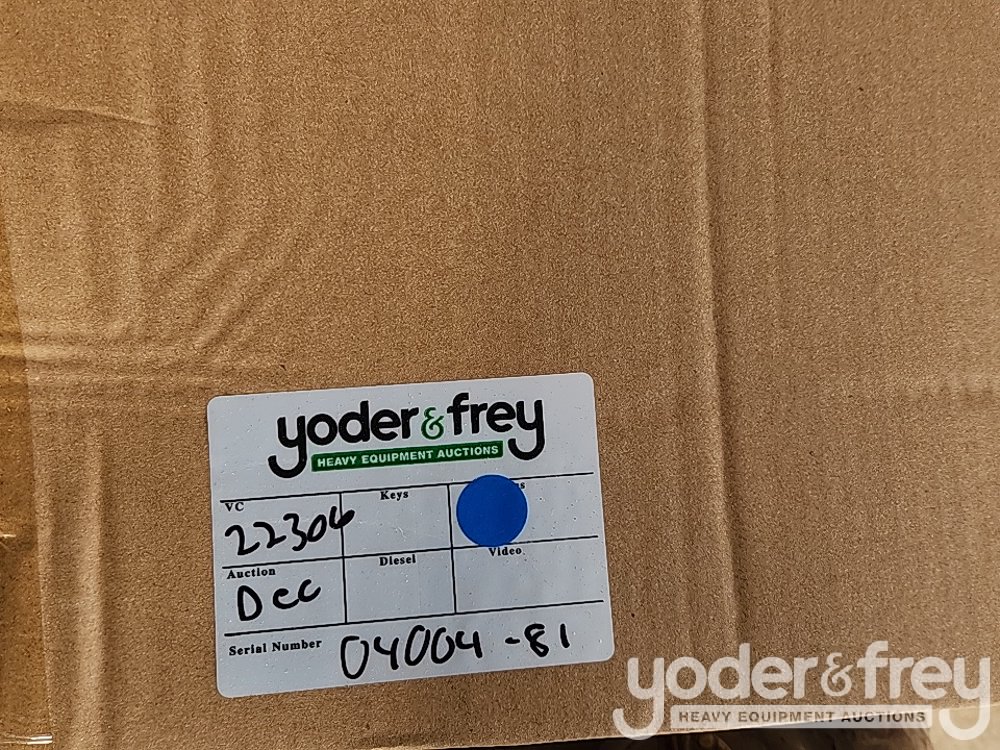 yoder&frey
HEAVY EQUIPMENT AUCTIONS
VC
22306
Keys
s
Auction
Dec
Diesel
Video
Serial Number
04004-81
yoder&frey
HEAVY EQUIPMENT AUCTIONS